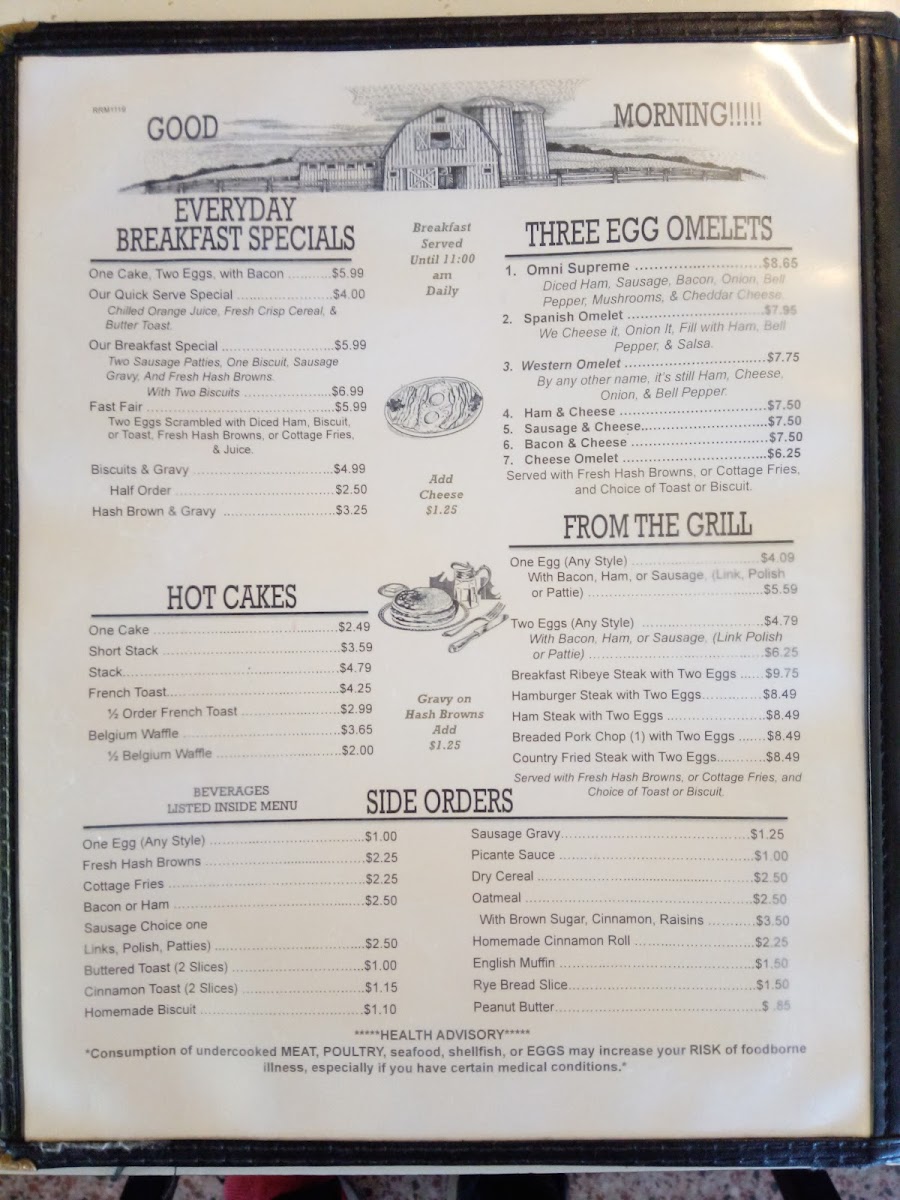 RRM1119
GOOD MORNING!!!!!
EVERYDAY
BREAKFAST SPECIALS
One Cake, Two Eggs, with Bacon ..........$5.99
Our Quick Serve Special ......................$4.00
Chilled Orange Juice, Fresh Crisp Cereal, &
Butter Toast.
Our Breakfast Special ..........................$5.99
Two Sausage Patties, One Biscuit, Sausage
Gravy, And Fresh Hash Browns.
With Two Biscuits .....................$6.99
Fast Fair ............................................$5.99
Two Eggs Scrambled with Diced Ham, Biscuit,
or Toast, Fresh Hash Browns, or Cottage Fries,
& Juice.
Biscuits & Gravy .................................$4.99
Half Order .....................................$2.50
Hash Brown & Gravy ..........................$3.25
Breakfast
Served
Until 11:00
am
Daily
Add
Cheese
$1.25
THREE EGG OMELETS
1. Omni Supreme .............................$8.65
Diced Ham, Sausage, Bacon, Onion, Bell
Pepper, Mushrooms, & Cheddar Cheese.
2. Spanish Omelet ................................$7.95
We Cheese it, Onion It, Fill with Ham, Bell
Pepper, & Salsa.
3. Western Omelet ................................$7.75
By any other name, it's still Ham, Cheese,
Onion, & Bell Pepper.
4. Ham & Cheese .................................$7.50
5. Sausage & Cheese............................$7.50
6. Bacon & Cheese ..............................$7.50
7. Cheese Omelet ................................$6.25
Served with Fresh Hash Browns, or Cottage Fries,
and Choice of Toast or Biscuit.
HOT CAKES
One Cake ..........................................$2.49
Short Stack ........................................$3.59
Stack.................................................$4.79
French Toast......................................$4.25
½ Order French Toast .......................$2.99
Belgium Waffle ...................................$3.65
½ Belgium Waffle .............................$2.00
Gravy on
Hash Browns
Add
$1.25
FROM THE GRILL
One Egg (Any Style) ..............................$4.09
With Bacon, Ham, or Sausage, (Link, Polish
or Pattie) .......................................$5.59
Two Eggs (Any Style) .............................$4.79
With Bacon, Ham, or Sausage, (Link Polish
or Pattie) .......................................$6.25
Breakfast Ribeye Steak with Two Eggs ......$9.75
Hamburger Steak with Two Eggs..............$8.49
Ham Steak with Two Eggs ......................$8.49
Breaded Pork Chop (1) with Two Eggs ......$8.49
Country Fried Steak with Two Eggs...........$8.49
Served with Fresh Hash Browns, or Cottage Fries, and
Choice of Toast or Biscuit.
BEVERAGES
LISTED INSIDE MENU
SIDE ORDERS
One Egg (Any Style) ...................................$1.00
Fresh Hash Browns ....................................$2.25
Cottage Fries ............................................$2.25
Bacon or Ham ...........................................$2.50
Sausage Choice one
Links, Polish, Patties) .................................$2.50
Buttered Toast (2 Slices) .............................$1.00
Cinnamon Toast (2 Slices) ...........................$1.15
Homemade Biscuit .....................................$1.10
Sausage Gravy..........................................$1.25
Picante Sauce ...........................................$1.00
Dry Cereal ................................................$2.50
Oatmeal ...................................................$2.50
With Brown Sugar, Cinnamon, Raisins ...........$3.50
Homemade Cinnamon Roll ..........................$2.25
English Muffin ............................................$1.50
Rye Bread Slice..........................................$1.50
Peanut Butter.............................................$ .85
*****HEALTH ADVISORY*****
*Consumption of undercooked MEAT, POULTRY, seafood, shellfish, or EGGS may increase your RISK of foodborne
illness, especially if you have certain medical conditions.*